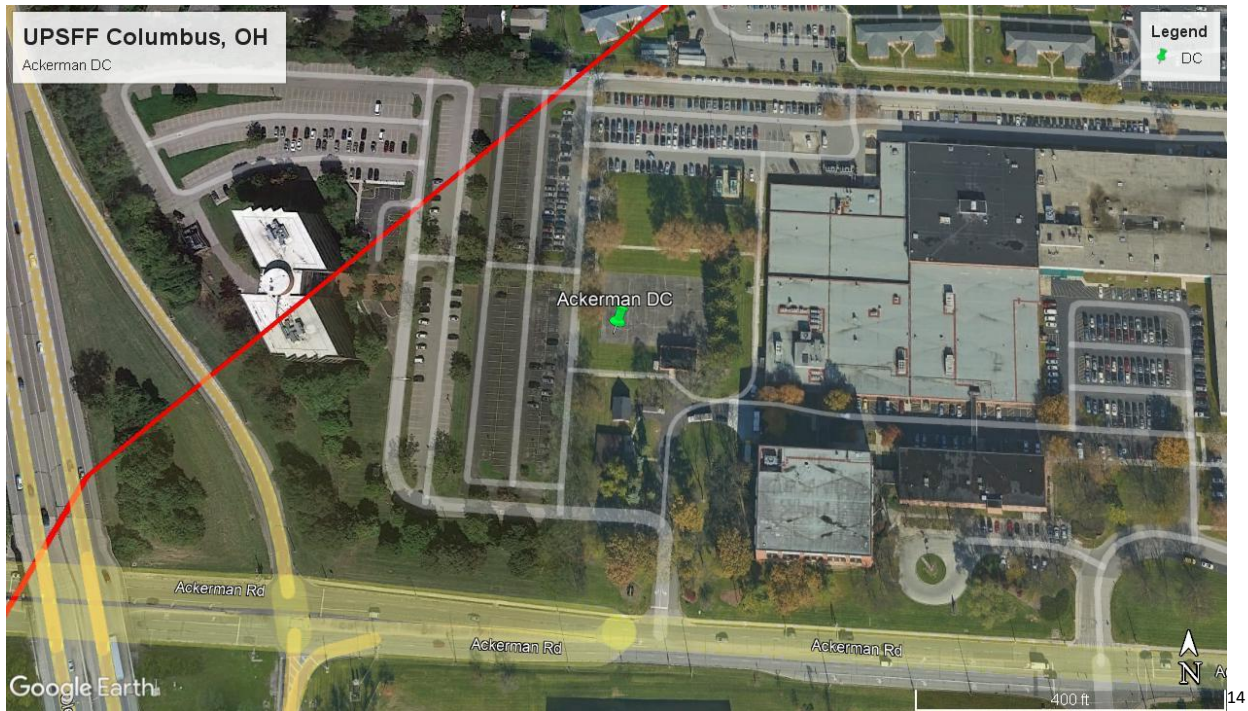 UPSFF Columbus, OH
Ackerman DC
Legend
DC
Ackerman DC
Ackerman Rd
Ackerman Rd
Ackerman Rd
N
Google Earth
400 ft
14